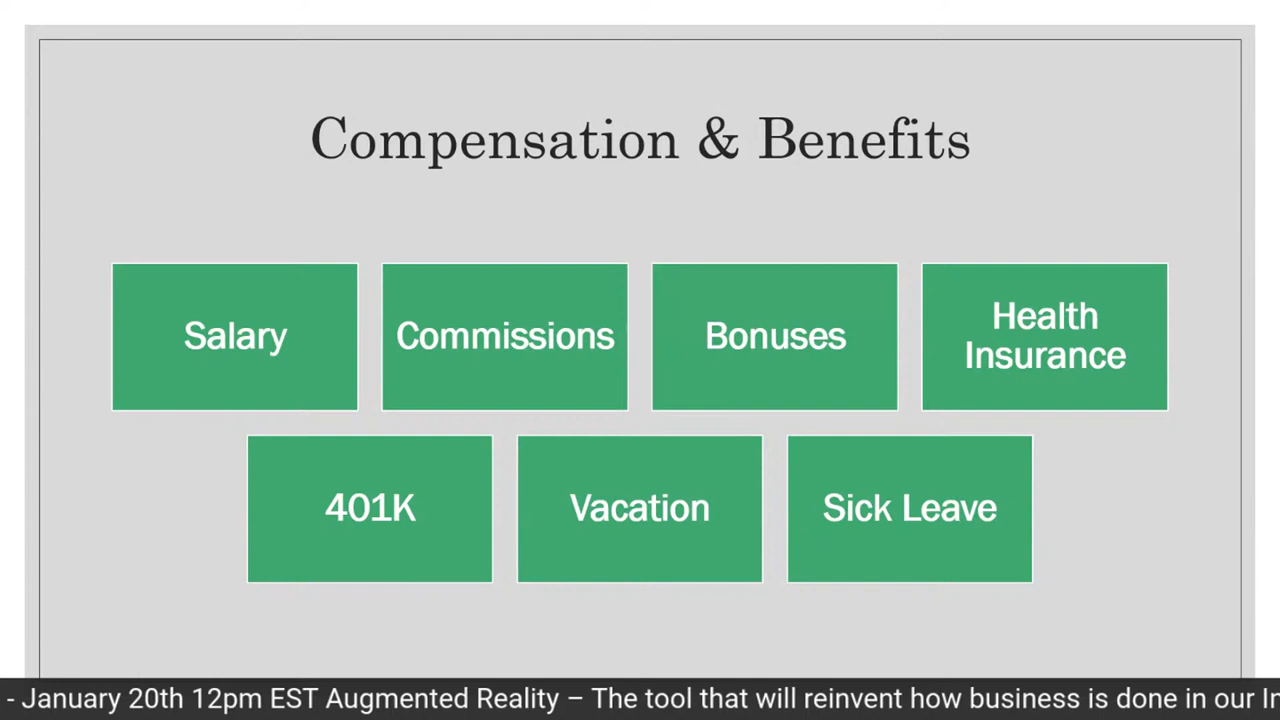 Compensation & Benefits
Salary
Commissions
Bonuses
Health
Insurance
401K
Vacation
Sick Leave
- January 20th 12pm EST Augmented Reality – The tool that will reinvent how business is done in our